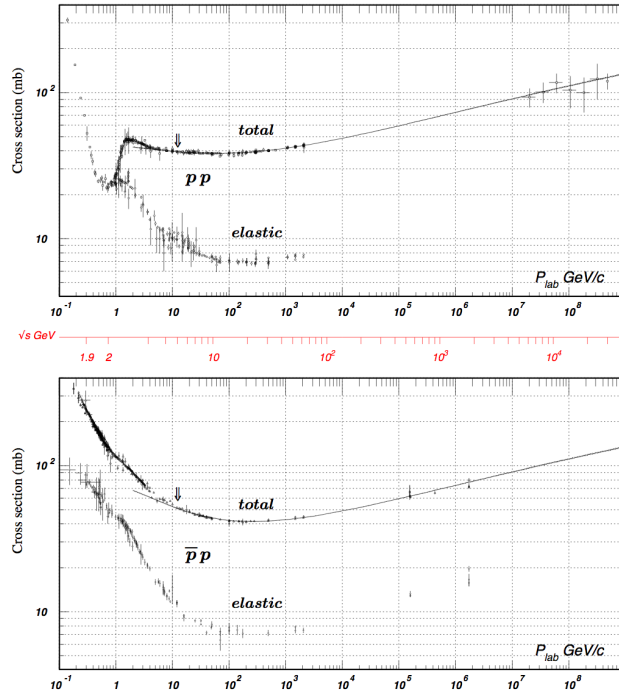 Cross section (mb)
10²
total
⇓
p p
elastic
10
P_lab GeV/c
10⁻¹ 1 10 10² 10³ 10⁴ 10⁵ 10⁶ 10⁷ 10⁸
√s GeV
1.9 2 10 10² 10³ 10⁴
Cross section (mb)
10²
⇓
total
p̅ p
elastic
10
P_lab GeV/c
10⁻¹ 1 10 10² 10³ 10⁴ 10⁵ 10⁶ 10⁷ 10⁸